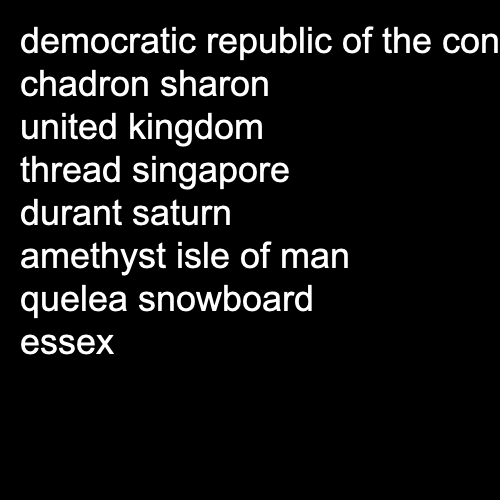 democratic republic of the con
chadron sharon
united kingdom
thread singapore
durant saturn
amethyst isle of man
quelea snowboard
essex